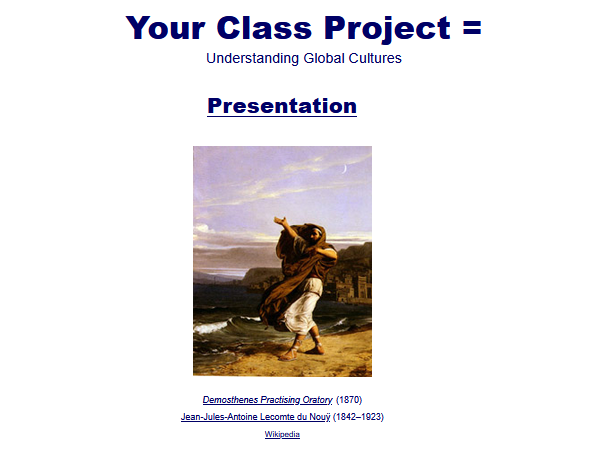 Your Class Project =
Understanding Global Cultures
Presentation
Demosthenes Practising Oratory (1870)
Jean-Jules-Antoine Lecomte du Nouÿ (1842–1923)
Wikipedia